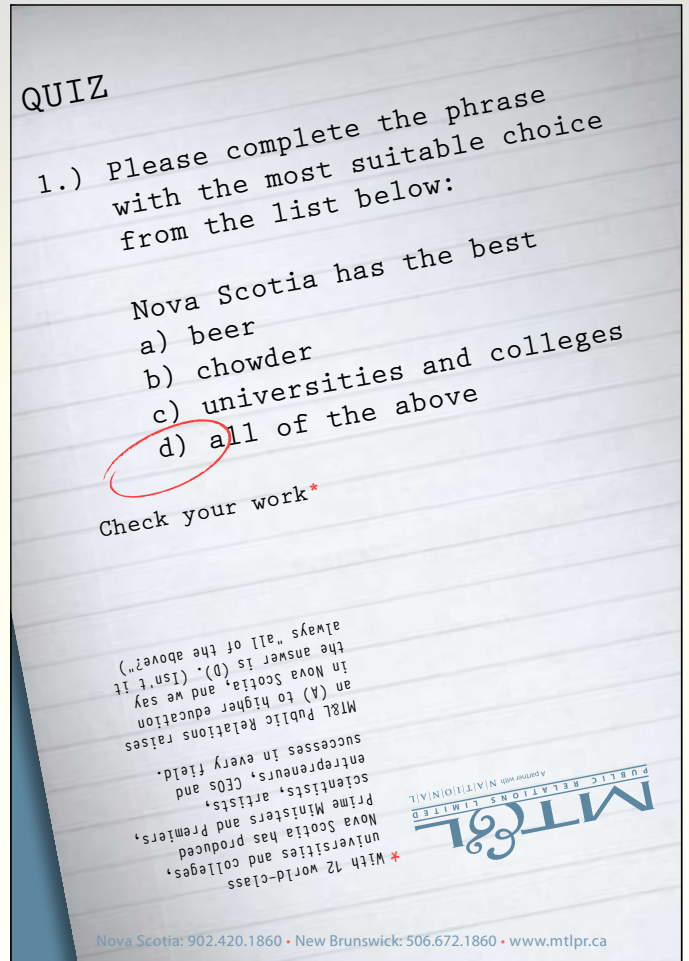 QUIZ
1.) Please complete the phrase
with the most suitable choice
from the list below:
Nova Scotia has the best
a) beer
b) chowder
c) universities and colleges
d) all of the above
Check your work*
* With 12 world-class
universities and colleges,
Nova Scotia has produced
Prime Ministers and Premiers,
scientists, artists,
entrepreneurs, CEOs and
successes in every field.
MT&L Public Relations raises
an (A) to higher education
in Nova Scotia, and we say
the answer is (D). (Isn't it
always "all of the above?")
MT&L
PUBLIC RELATIONS LIMITED
A partner with N|A|T|I|O|N|A|L
Nova Scotia: 902.420.1860 • New Brunswick: 506.672.1860 • www.mtlpr.ca